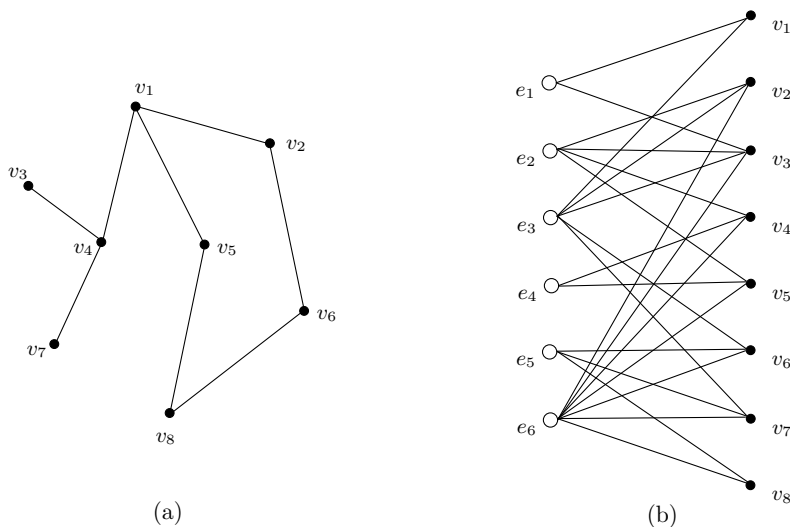 v₁
v₂
v₃
v₄
v₅
v₆
v₇
v₈
(a)
e₁
e₂
e₃
e₄
e₅
e₆
v₁
v₂
v₃
v₄
v₅
v₆
v₇
v₈
(b)